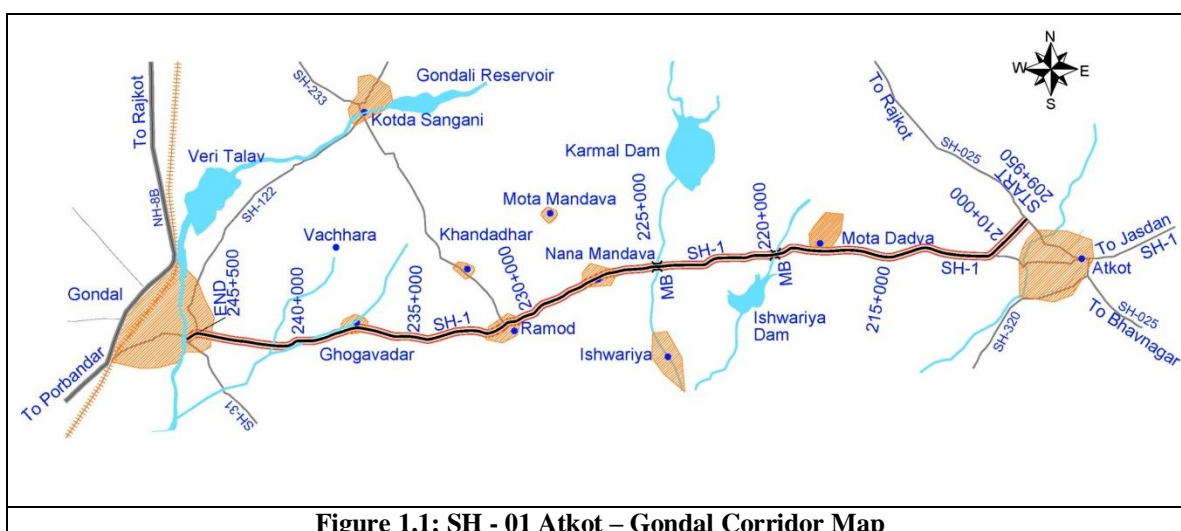 N
W
E
S
To Rajkot
NH-8B
SH-233
Gondali Reservoir
Kotda Sangani
Veri Talav
SH-122
Vachhara
Khandadhar
Mota Mandava
Nana Mandava
Karmal Dam
225+000
MB
SH-1
220+000
MB
Mota Dadva
To Rajkot
SH-025
START
209+950
210+000
To Jasdan
SH-1
Atkot
SH-025
To Bhavnagar
SH-320
SH-1
215+000
Ishwariya
Dam
Ishwariya
230+000
Ramod
SH-1
235+000
Ghogavadar
240+000
END
245+500
Gondal
To Porbandar
SH-31
Figure 1.1: SH - 01 Atkot – Gondal Corridor Map